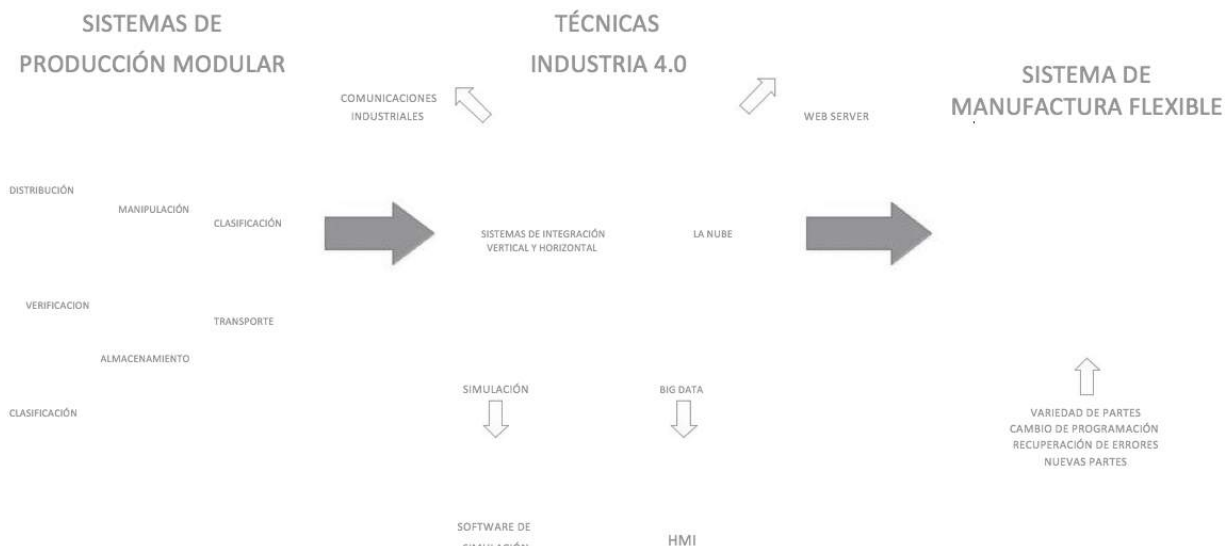 SISTEMAS DE
PRODUCCIÓN MODULAR
DISTRIBUCIÓN
MANIPULACIÓN
CLASIFICACIÓN
VERIFICACION
TRANSPORTE
ALMACENAMIENTO
CLASIFICACIÓN
TÉCNICAS
INDUSTRIA 4.0
COMUNICACIONES
INDUSTRIALES
WEB SERVER
SISTEMAS DE INTEGRACIÓN
VERTICAL Y HORIZONTAL
LA NUBE
SIMULACIÓN
BIG DATA
SOFTWARE DE
SIMULACIÓN
HMI
SISTEMA DE
MANUFACTURA FLEXIBLE
VARIEDAD DE PARTES
CAMBIO DE PROGRAMACIÓN
RECUPERACIÓN DE ERRORES
NUEVAS PARTES